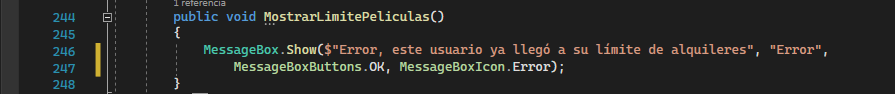 1 referencia
244 public void MostrarLimitePeliculas()
245 {
246 MessageBox.Show($"Error, este usuario ya llegó a su límite de alquileres", "Error",
247 MessageBoxButtons.OK, MessageBoxIcon.Error);
248 }